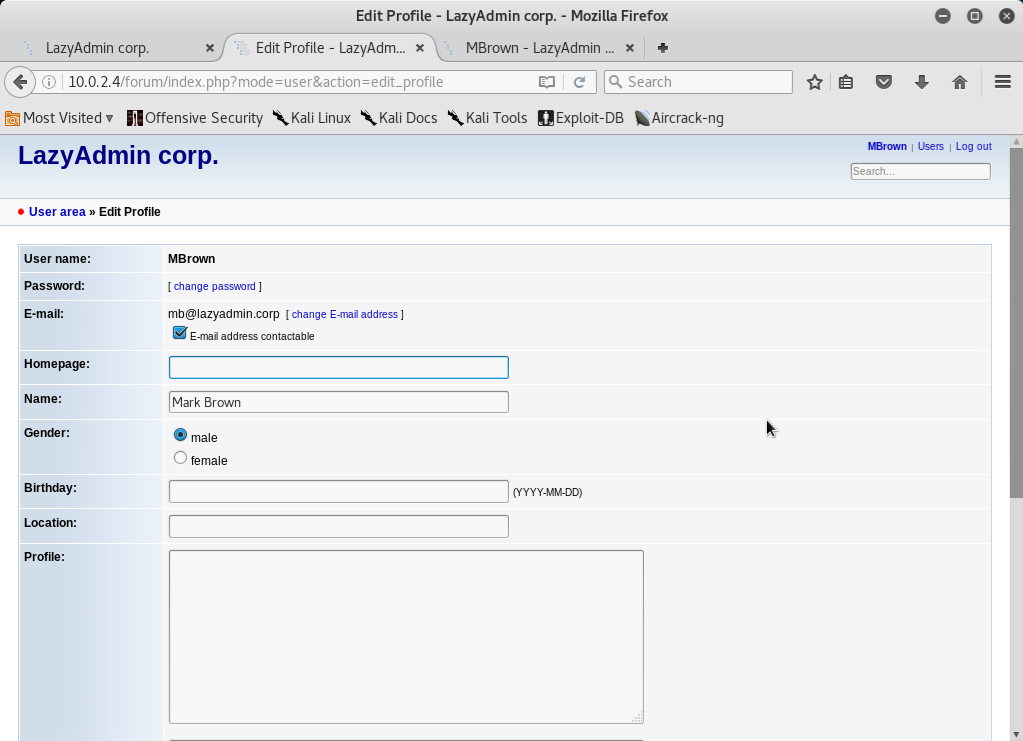 Edit Profile - LazyAdmin corp. - Mozilla Firefox
LazyAdmin corp. Edit Profile - LazyAdm... MBrown - LazyAdmin ...
10.0.2.4/forum/index.php?mode=user&action=edit_profile Search
Most Visited Offensive Security Kali Linux Kali Docs Kali Tools Exploit-DB Aircrack-ng
LazyAdmin corp.
MBrown | Users | Log out
Search...
User area » Edit Profile
User name: MBrown
Password: [ change password ]
E-mail: mb@lazyadmin.corp [ change E-mail address ]
E-mail address contactable
Homepage:
Name: Mark Brown
Gender: male
female
Birthday: (YYYY-MM-DD)
Location:
Profile: